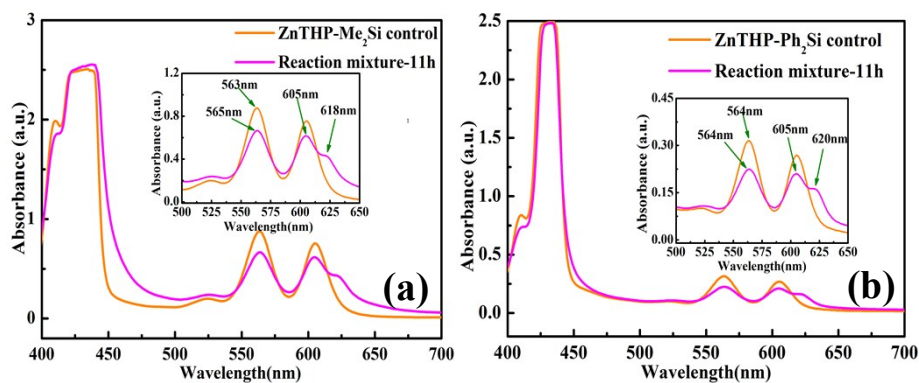 ZnTHP-Me2Si control
Reaction mixture-11h
Absorbance (a.u.)
3
2
1
0
400 450 500 550 600 650 700
Wavelength(nm)
(a)
Absorbance (a.u.)
1.2
0.8
0.4
0.0
500 525 550 575 600 625 650
Wavelength(nm)
563nm
565nm
605nm
618nm
ZnTHP-Ph2Si control
Reaction mixture-11h
Absorbance (a.u.)
2.5
2.0
1.5
1.0
0.5
0.0
400 450 500 550 600 650 700
Wavelength(nm)
(b)
Absorbance (a.u.)
0.45
0.30
0.15
0.00
500 525 550 575 600 625 650
Wavelength(nm)
564nm
564nm
605nm
620nm